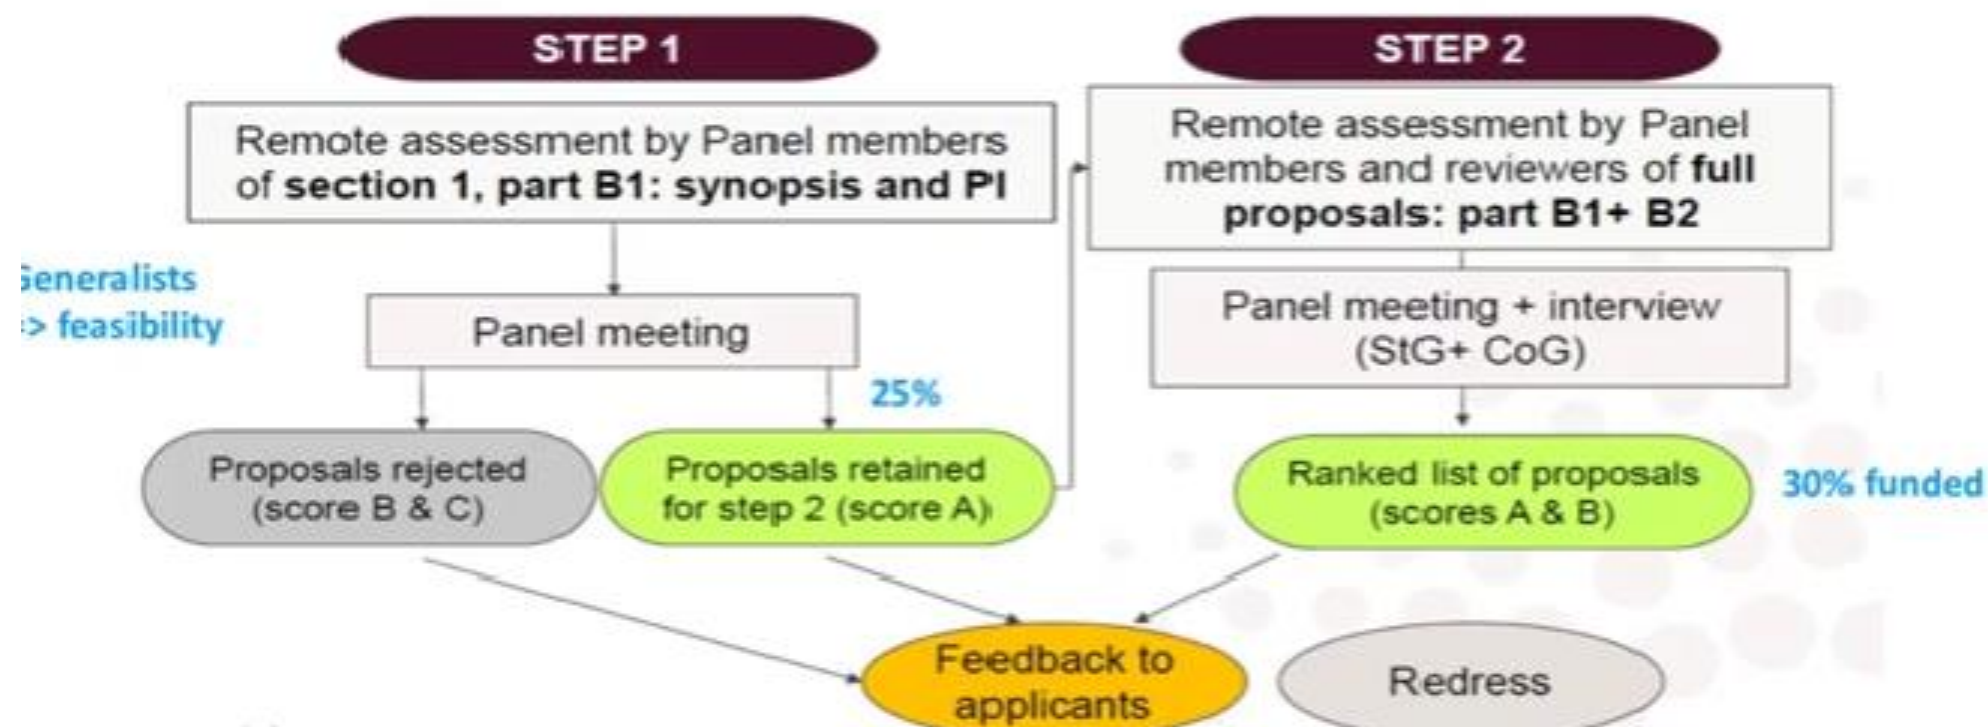 STEP 1
Remote assessment by Panel members
of section 1, part B1: synopsis and PI
Generalists
=> feasibility
Panel meeting
25%
Proposals rejected
(score B & C)
Proposals retained
for step 2 (score A)
STEP 2
Remote assessment by Panel
members and reviewers of full
proposals: part B1+ B2
Panel meeting + interview
(StG+ CoG)
Ranked list of proposals
(scores A & B)
30% funded
Feedback to
applicants
Redress